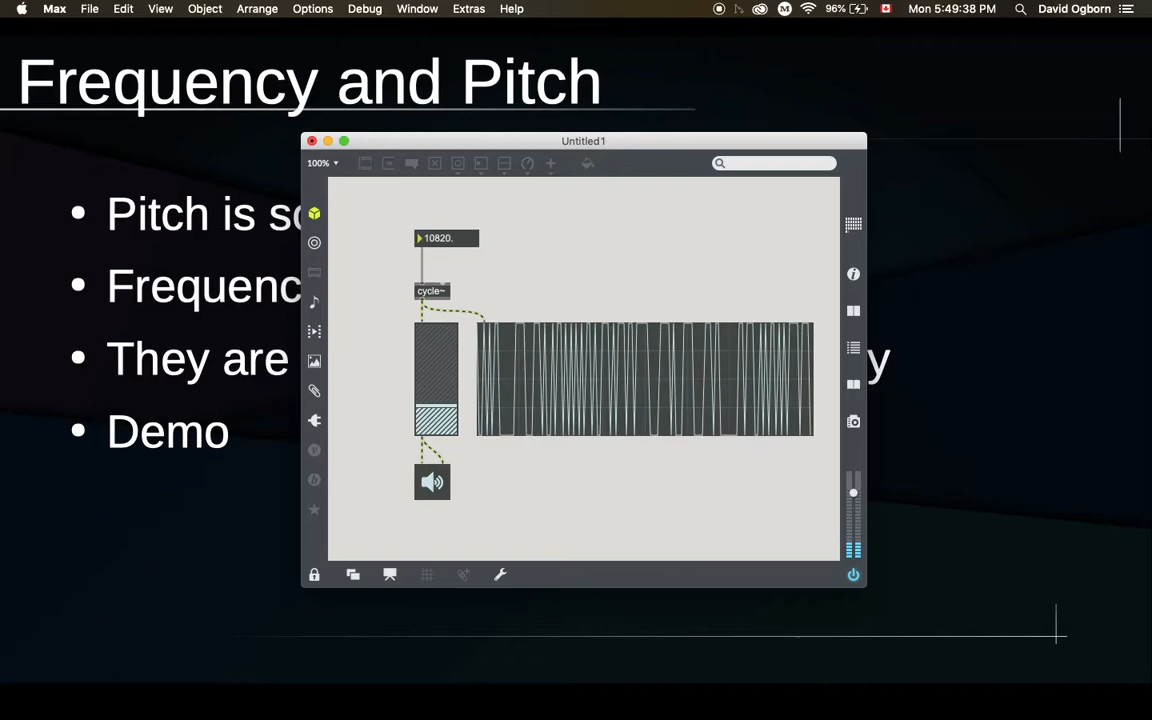 Max File Edit View Object Arrange Options Debug Window Extras Help 96% Mon 5:49:38 PM David Ogborn
Frequency and Pitch
Untitled1
100%
• Pitch is
10820.
• Frequenc
cycle~
• They are y
• Demo